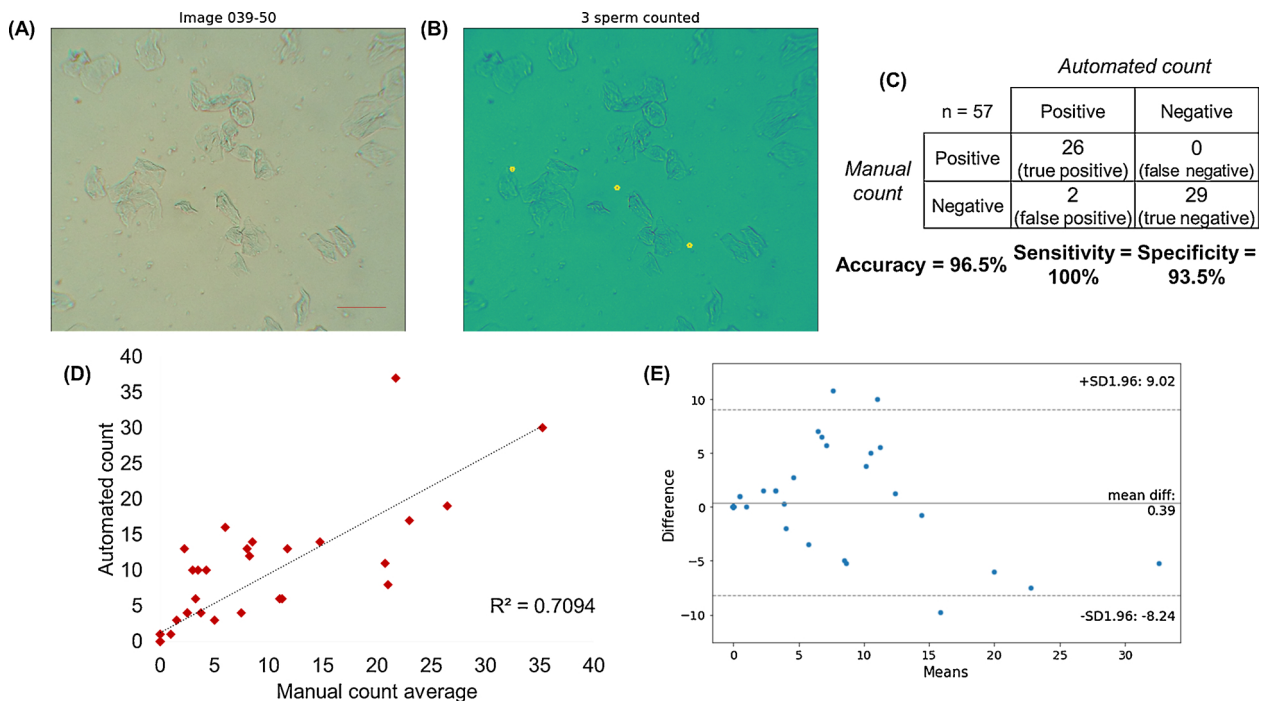 (A)
Image 039-50
(B)
3 sperm counted
(C)
Automated count
n = 57
Positive
Negative
Manual
count
Positive
26
(true positive)
0
(false negative)
Negative
2
(false positive)
29
(true negative)
Accuracy = 96.5%
Sensitivity =
100%
Specificity =
93.5%
(D)
Automated count
40
35
30
25
20
15
10
5
0
R² = 0.7094
0 5 10 15 20 25 30 35 40
Manual count average
(E)
Difference
10
5
0
−5
−10
+SD1.96: 9.02
mean diff:
0.39
-SD1.96: -8.24
0 5 10 15 20 25 30
Means